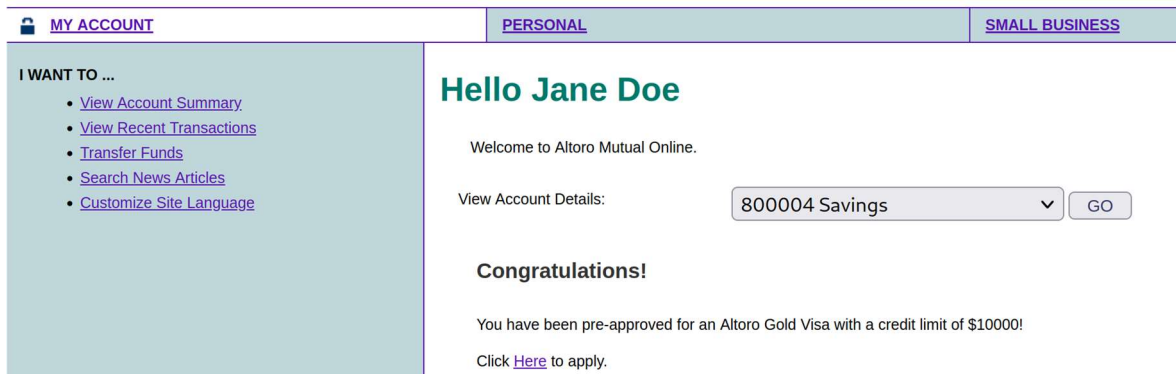 MY ACCOUNT
PERSONAL
SMALL BUSINESS
I WANT TO ...
View Account Summary
View Recent Transactions
Transfer Funds
Search News Articles
Customize Site Language
Hello Jane Doe
Welcome to Altoro Mutual Online.
View Account Details:
800004 Savings
GO
Congratulations!
You have been pre-approved for an Altoro Gold Visa with a credit limit of $10000!
Click Here to apply.